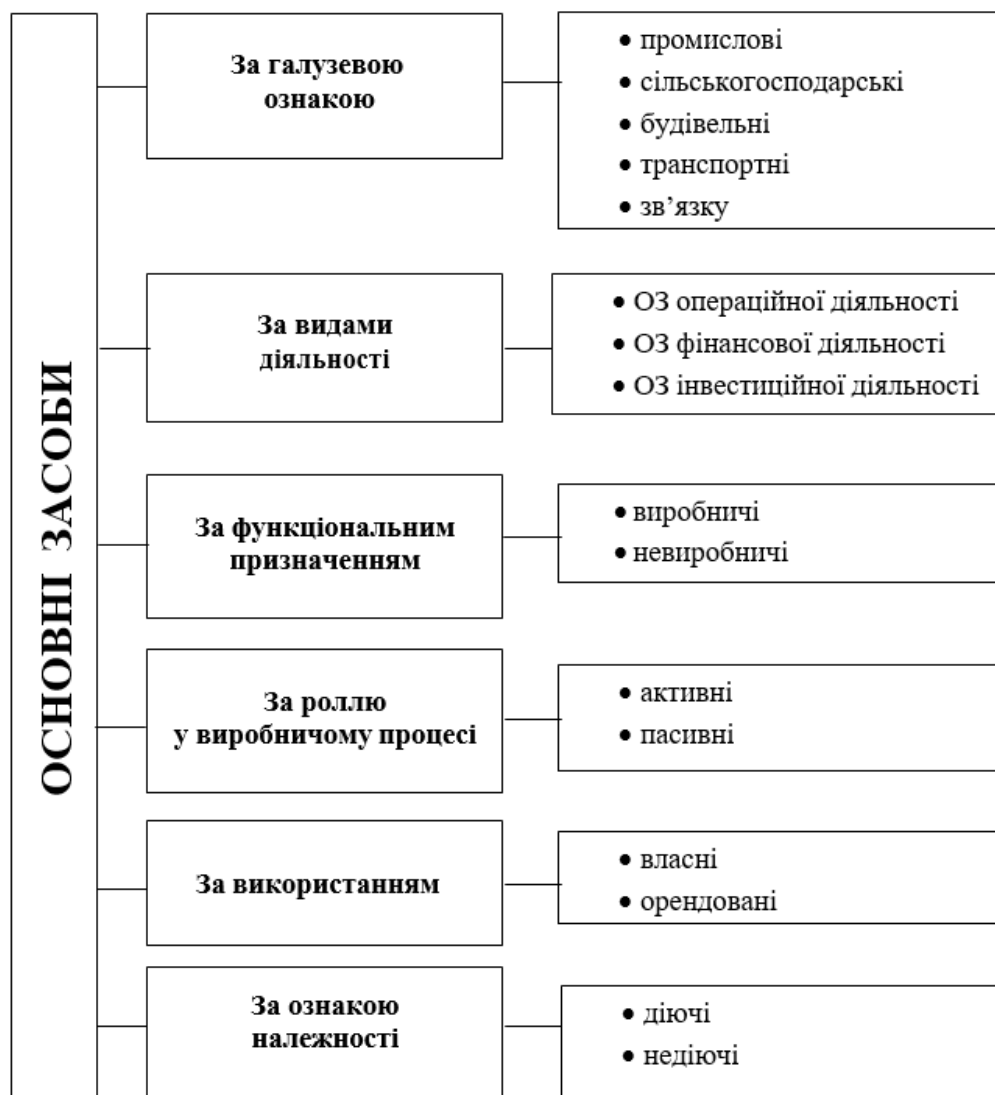 ОСНОВНІ ЗАСОБИ
За галузевою
ознакою
• промислові
• сільськогосподарські
• будівельні
• транспортні
• зв’язку
За видами
діяльності
• ОЗ операційної діяльності
• ОЗ фінансової діяльності
• ОЗ інвестиційної діяльності
За функціональним
призначенням
• виробничі
• невиробничі
За роллю
у виробничому процесі
• активні
• пасивні
За використанням
• власні
• орендовані
За ознакою
належності
• діючі
• недіючі